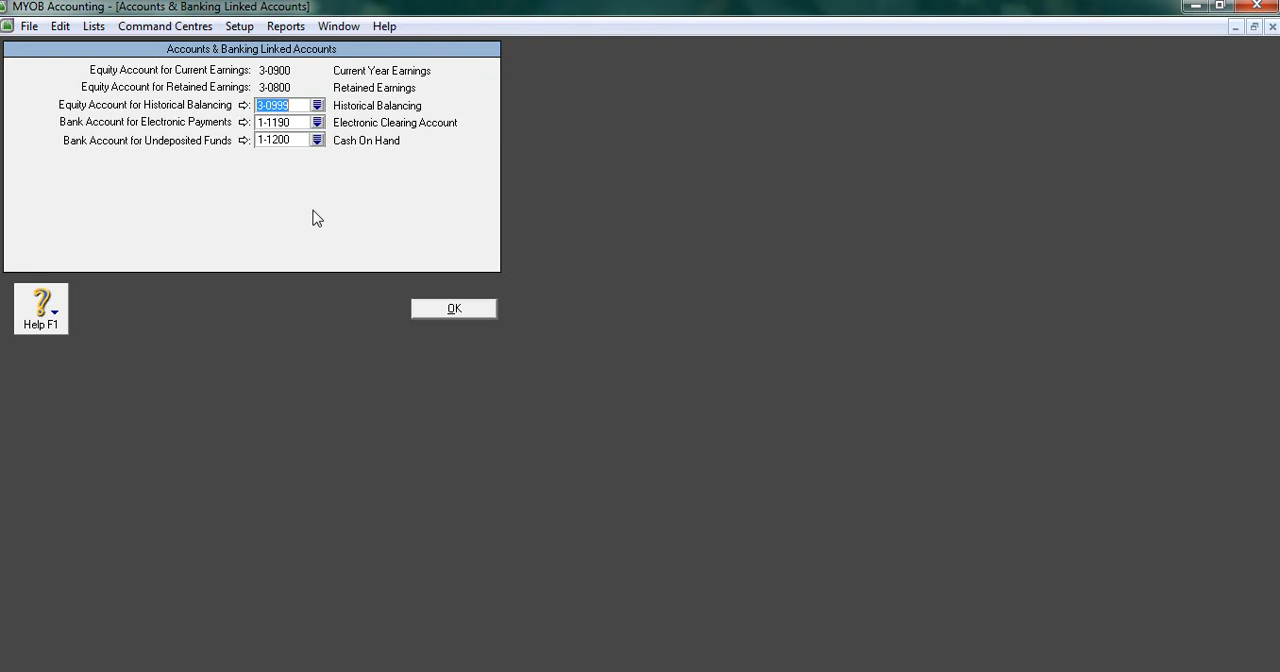 MYOB Accounting - [Accounts & Banking Linked Accounts]
File Edit Lists Command Centres Setup Reports Window Help
Accounts & Banking Linked Accounts
Equity Account for Current Earnings: 3-0900 Current Year Earnings
Equity Account for Retained Earnings: 3-0800 Retained Earnings
Equity Account for Historical Balancing ⇨: 3-0999 Historical Balancing
Bank Account for Electronic Payments ⇨: 1-1190 Electronic Clearing Account
Bank Account for Undeposited Funds ⇨: 1-1200 Cash On Hand
OK
Help F1